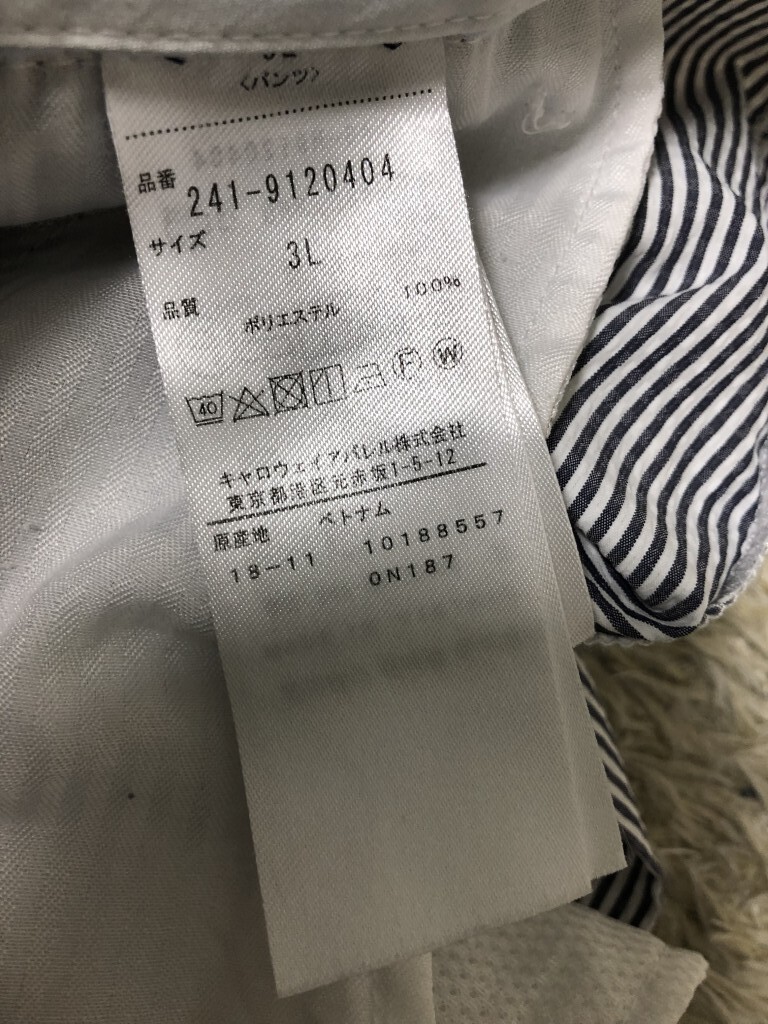 〈パンツ〉
品番 241-9120404
サイズ 3L
品質 ポリエステル 100%
40 F W
キャロウェイアパレル株式会社
東京都港区元赤坂1-5-12
原産地 ベトナム
18-11 10188557
0N187